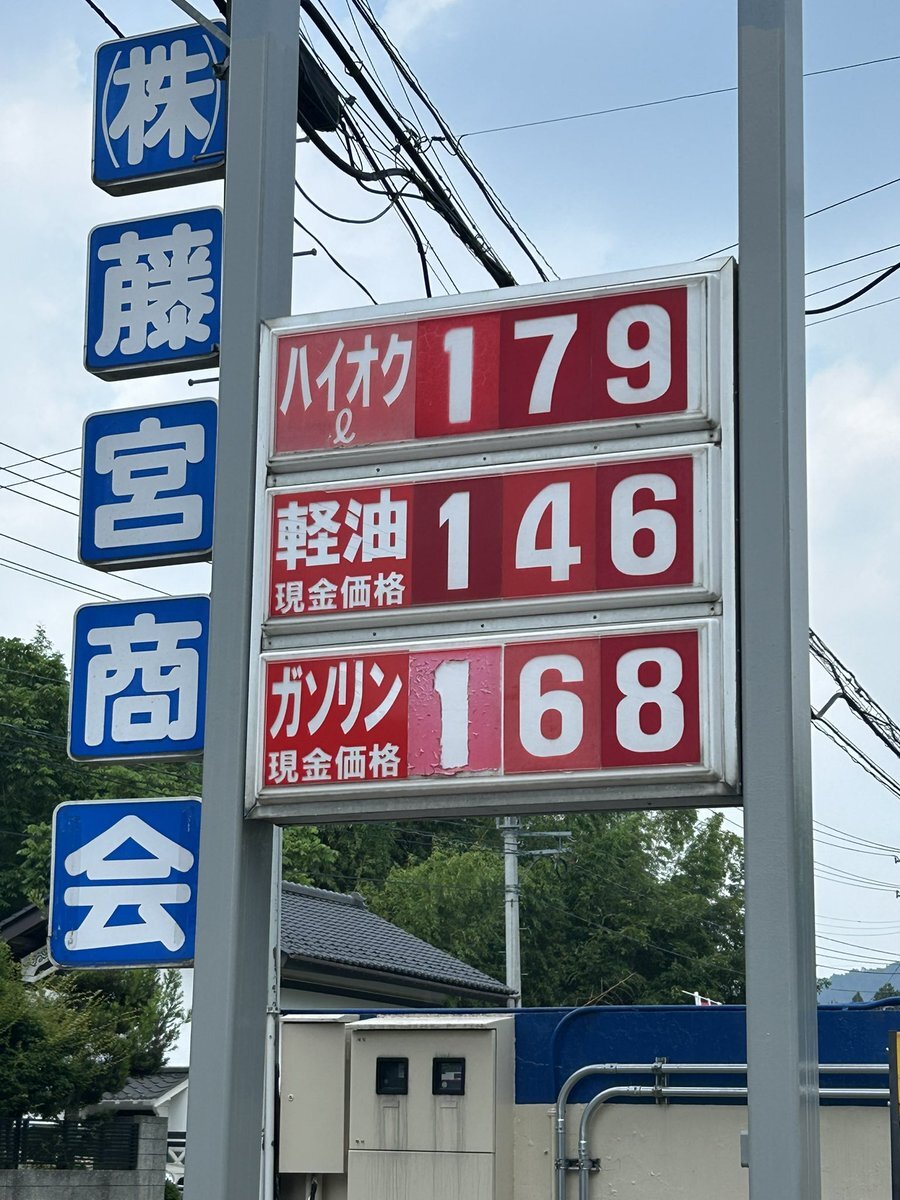 (株)藤宮商会
ハイオク 179
ℓ
軽油 146
現金価格
ガソリン 168
現金価格